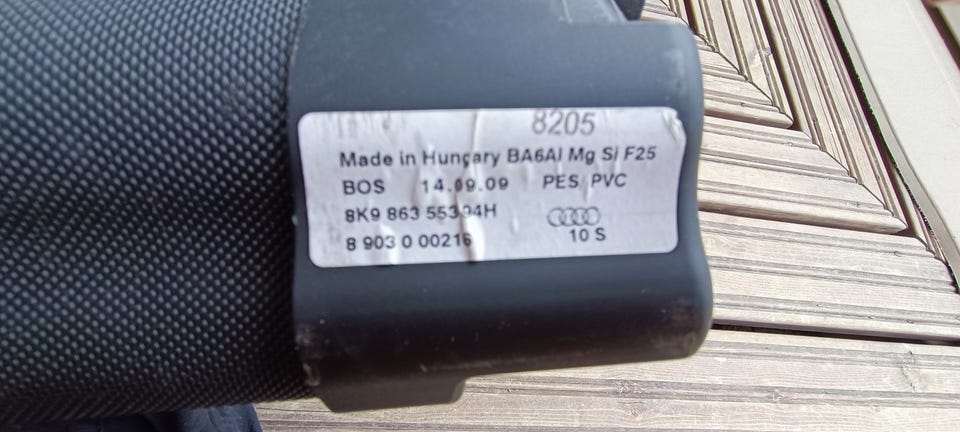 8205
Made in Hungary BA6Al Mg Si F25
BOS 14.09.09 PES/PVC
8K9 863 553 94H
8 903 0 00216
10 S